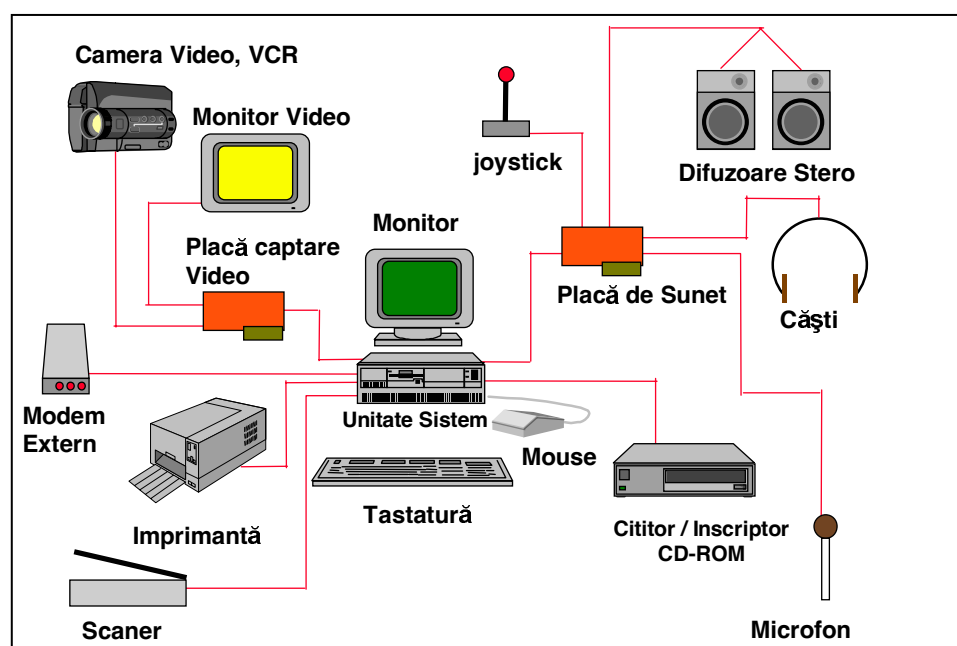 Camera Video, VCR
Monitor Video
joystick
Difuzoare Stero
Monitor
Placă captare
Video
Placă de Sunet
Căşti
Modem
Extern
Unitate Sistem
Mouse
Imprimantă
Tastatură
Cititor / Inscriptor
CD-ROM
Scaner
Microfon